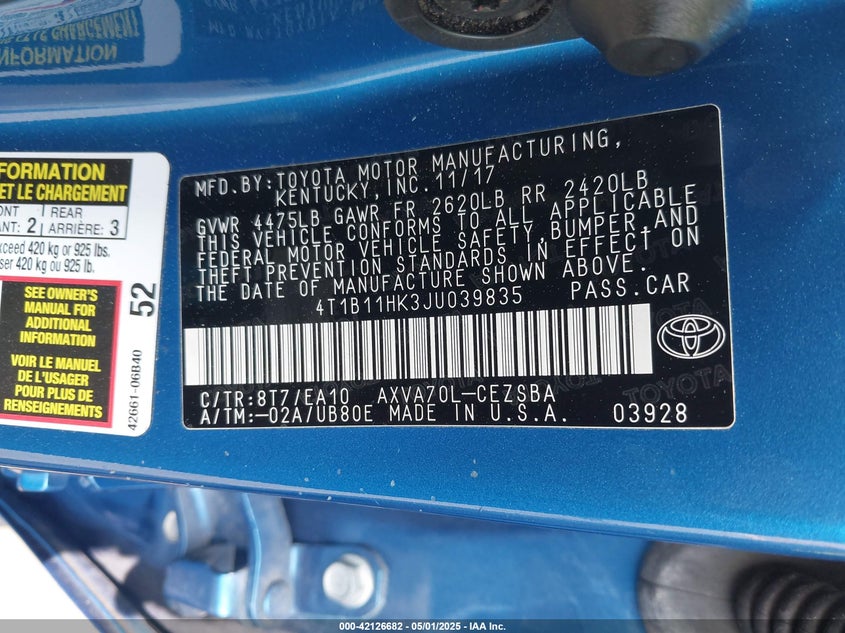 FORMATION
ET LE CHARGEMENT
REAR
2 ARRIÈRE: 3
exceed 420 kg or 925 lbs.
420 kg ou 925 lb.
SEE OWNER'S
MANUAL FOR
ADDITIONAL
INFORMATION
VOIR LE MANUEL
DE L'USAGER
POUR PLUS DE
RENSEIGNEMENTS
52
42661-06B40
MFD.BY:TOYOTA MOTOR MANUFACTURING,
KENTUCKY, INC.11/17
GVWR 4475LB GAWR FR 2620LB RR 2420LB
THIS VEHICLE CONFORMS TO ALL APPLICABLE
FEDERAL MOTOR VEHICLE SAFETY, BUMPER, AND
THEFT PREVENTION STANDARDS IN EFFECT ON
THE DATE OF MANUFACTURE SHOWN ABOVE.
4T1B11HK3JU039835 PASS.CAR
C/TR:8T7/EA10 AXVA70L-CEZSBA
A/TM:-02A/UB80E MADE IN U.S.A. 03928
TOYOTA
000-42126682 - 05/01/2025 - IAA Inc.